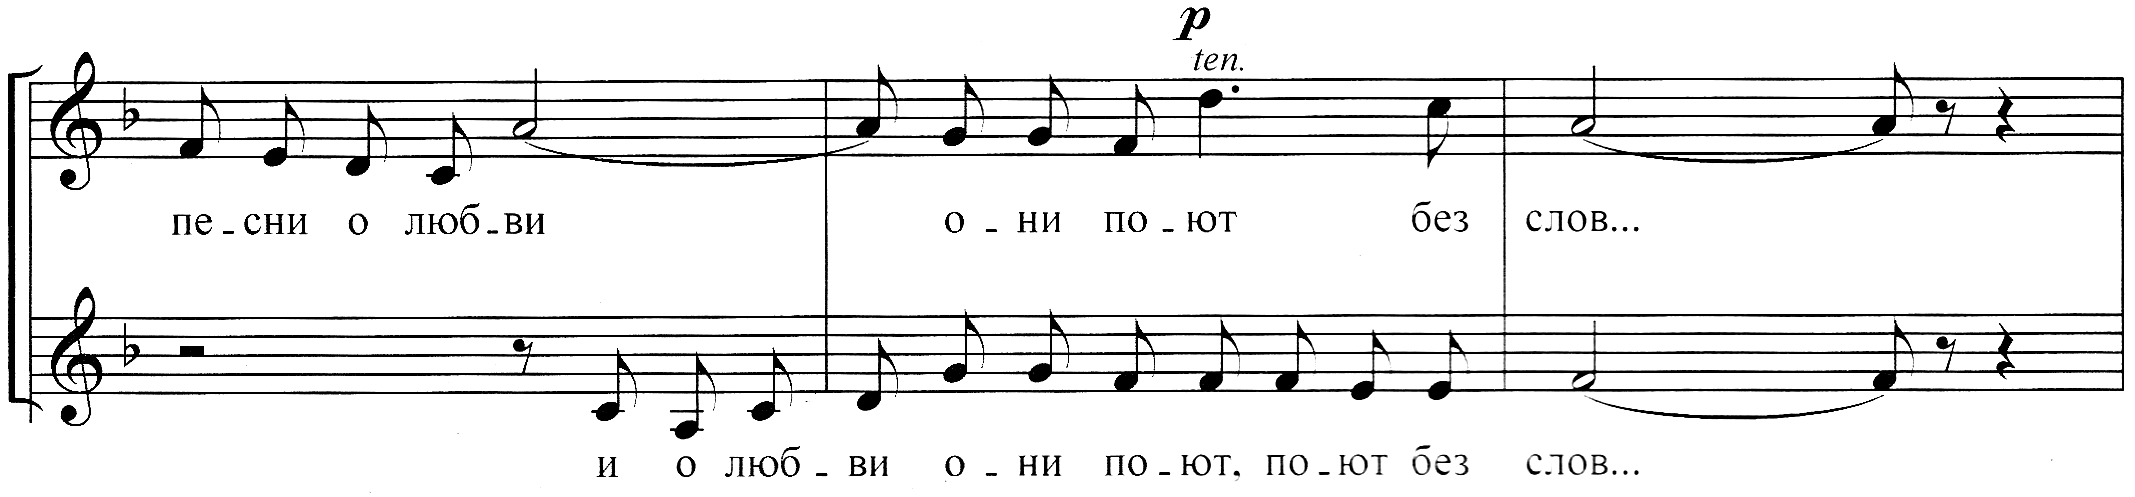 p
ten.
пе-сни о люб-ви о-ни по-ют без слов...
и о люб-ви о-ни по-ют, по-ют без слов...